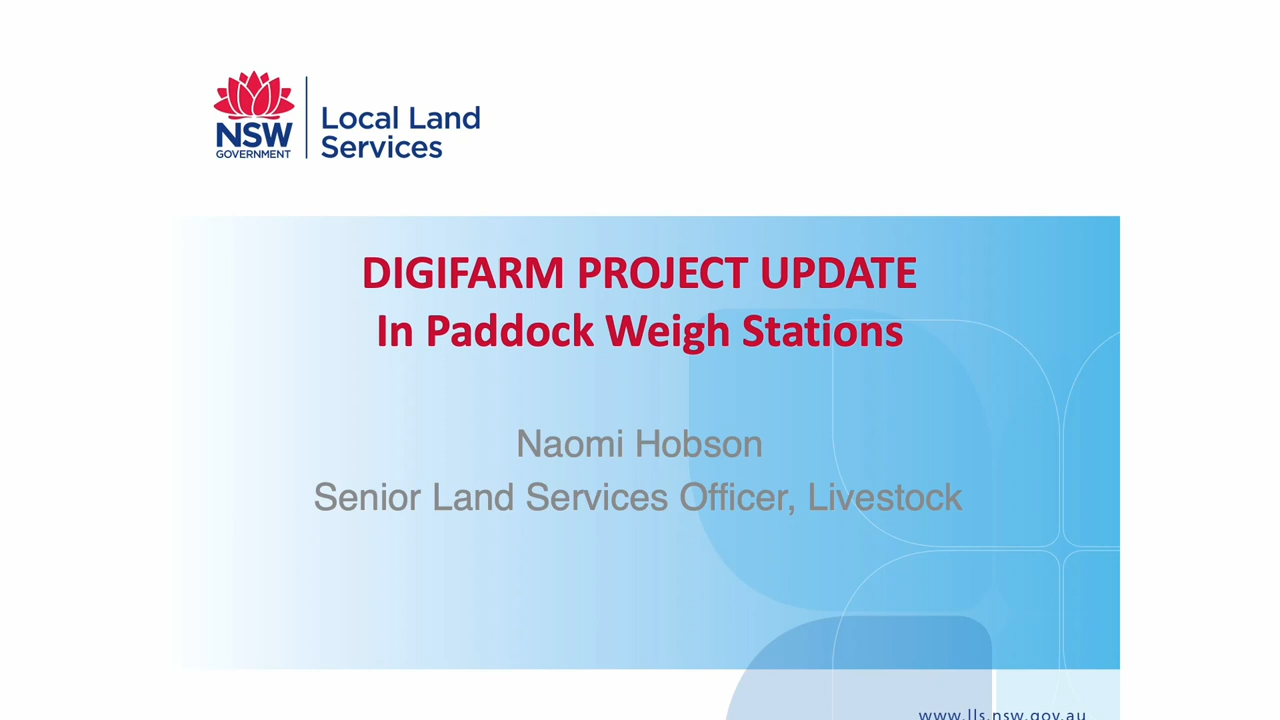 NSW
GOVERNMENT
Local Land
Services
DIGIFARM PROJECT UPDATE
In Paddock Weigh Stations
Naomi Hobson
Senior Land Services Officer, Livestock
www.lls.nsw.gov.au